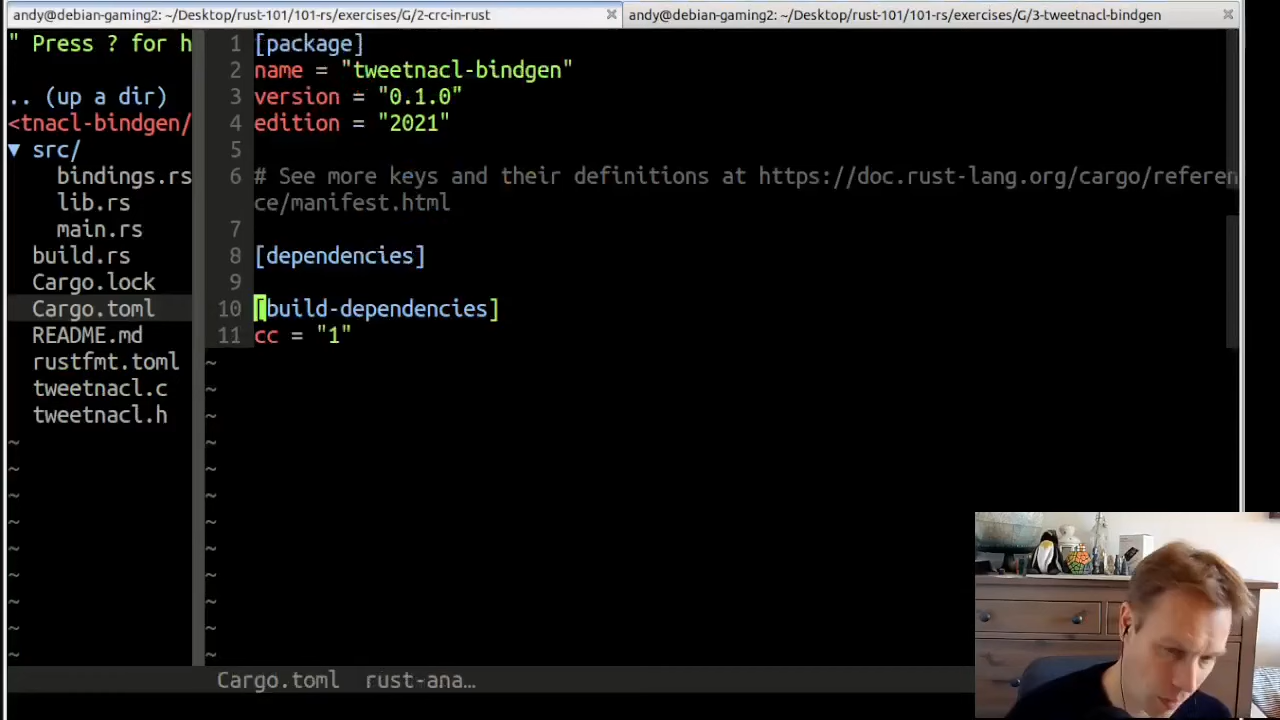 andy@debian-gaming2: ~/Desktop/rust-101/101-rs/exercises/G/2-crc-in-rust
andy@debian-gaming2: ~/Desktop/rust-101/101-rs/exercises/G/3-tweetnacl-bindgen
" Press ? for h
.. (up a dir)
<tnacl-bindgen/
▼ src/
bindings.rs
lib.rs
main.rs
build.rs
Cargo.lock
Cargo.toml
README.md
rustfmt.toml
tweetnacl.c
tweetnacl.h
~
~
~
~
~
~
~
~
~
1 [package]
2 name = "tweetnacl-bindgen"
3 version = "0.1.0"
4 edition = "2021"
5
6 # See more keys and their definitions at https://doc.rust-lang.org/cargo/referen
ce/manifest.html
7
8 [dependencies]
9
10 [build-dependencies]
11 cc = "1"
~
~
~
~
~
~
~
~
~
~
~
~
Cargo.toml rust-ana…